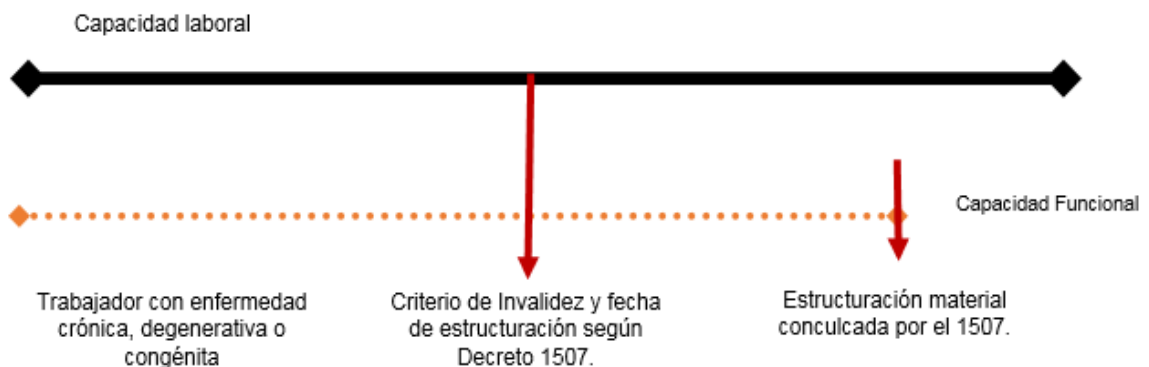 Capacidad laboral
Capacidad Funcional
Trabajador con enfermedad
crónica, degenerativa o
congénita
Criterio de Invalidez y fecha
de estructuración según
Decreto 1507.
Estructuración material
conculcada por el 1507.